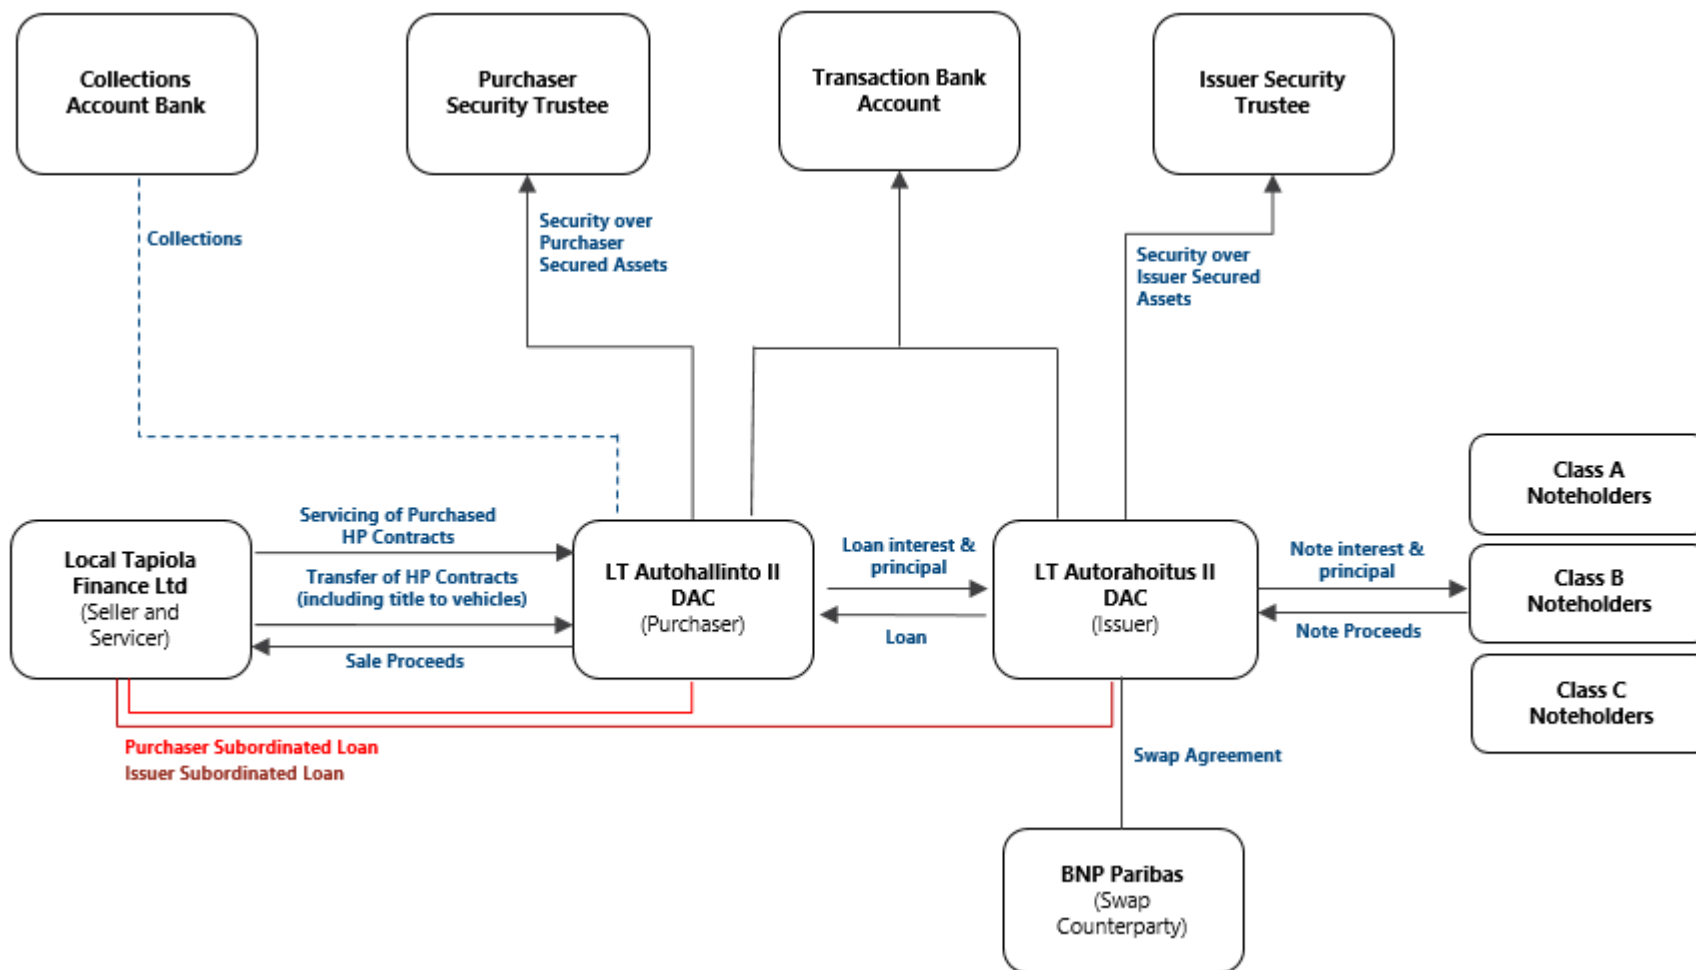 Collections
Account Bank
Purchaser
Security Trustee
Transaction Bank
Account
Issuer Security
Trustee
Collections
Security over
Purchaser
Secured Assets
Security over
Issuer Secured
Assets
Class A
Noteholders
Servicing of Purchased
HP Contracts
Transfer of HP Contracts
(including title to vehicles)
Sale Proceeds
Local Tapiola
Finance Ltd
(Seller and
Servicer)
LT Autohallinto II
DAC
(Purchaser)
Loan interest &
principal
Loan
LT Autorahoitus II
DAC
(Issuer)
Note interest &
principal
Note Proceeds
Class B
Noteholders
Class C
Noteholders
Purchaser Subordinated Loan
Issuer Subordinated Loan
Swap Agreement
BNP Paribas
(Swap
Counterparty)